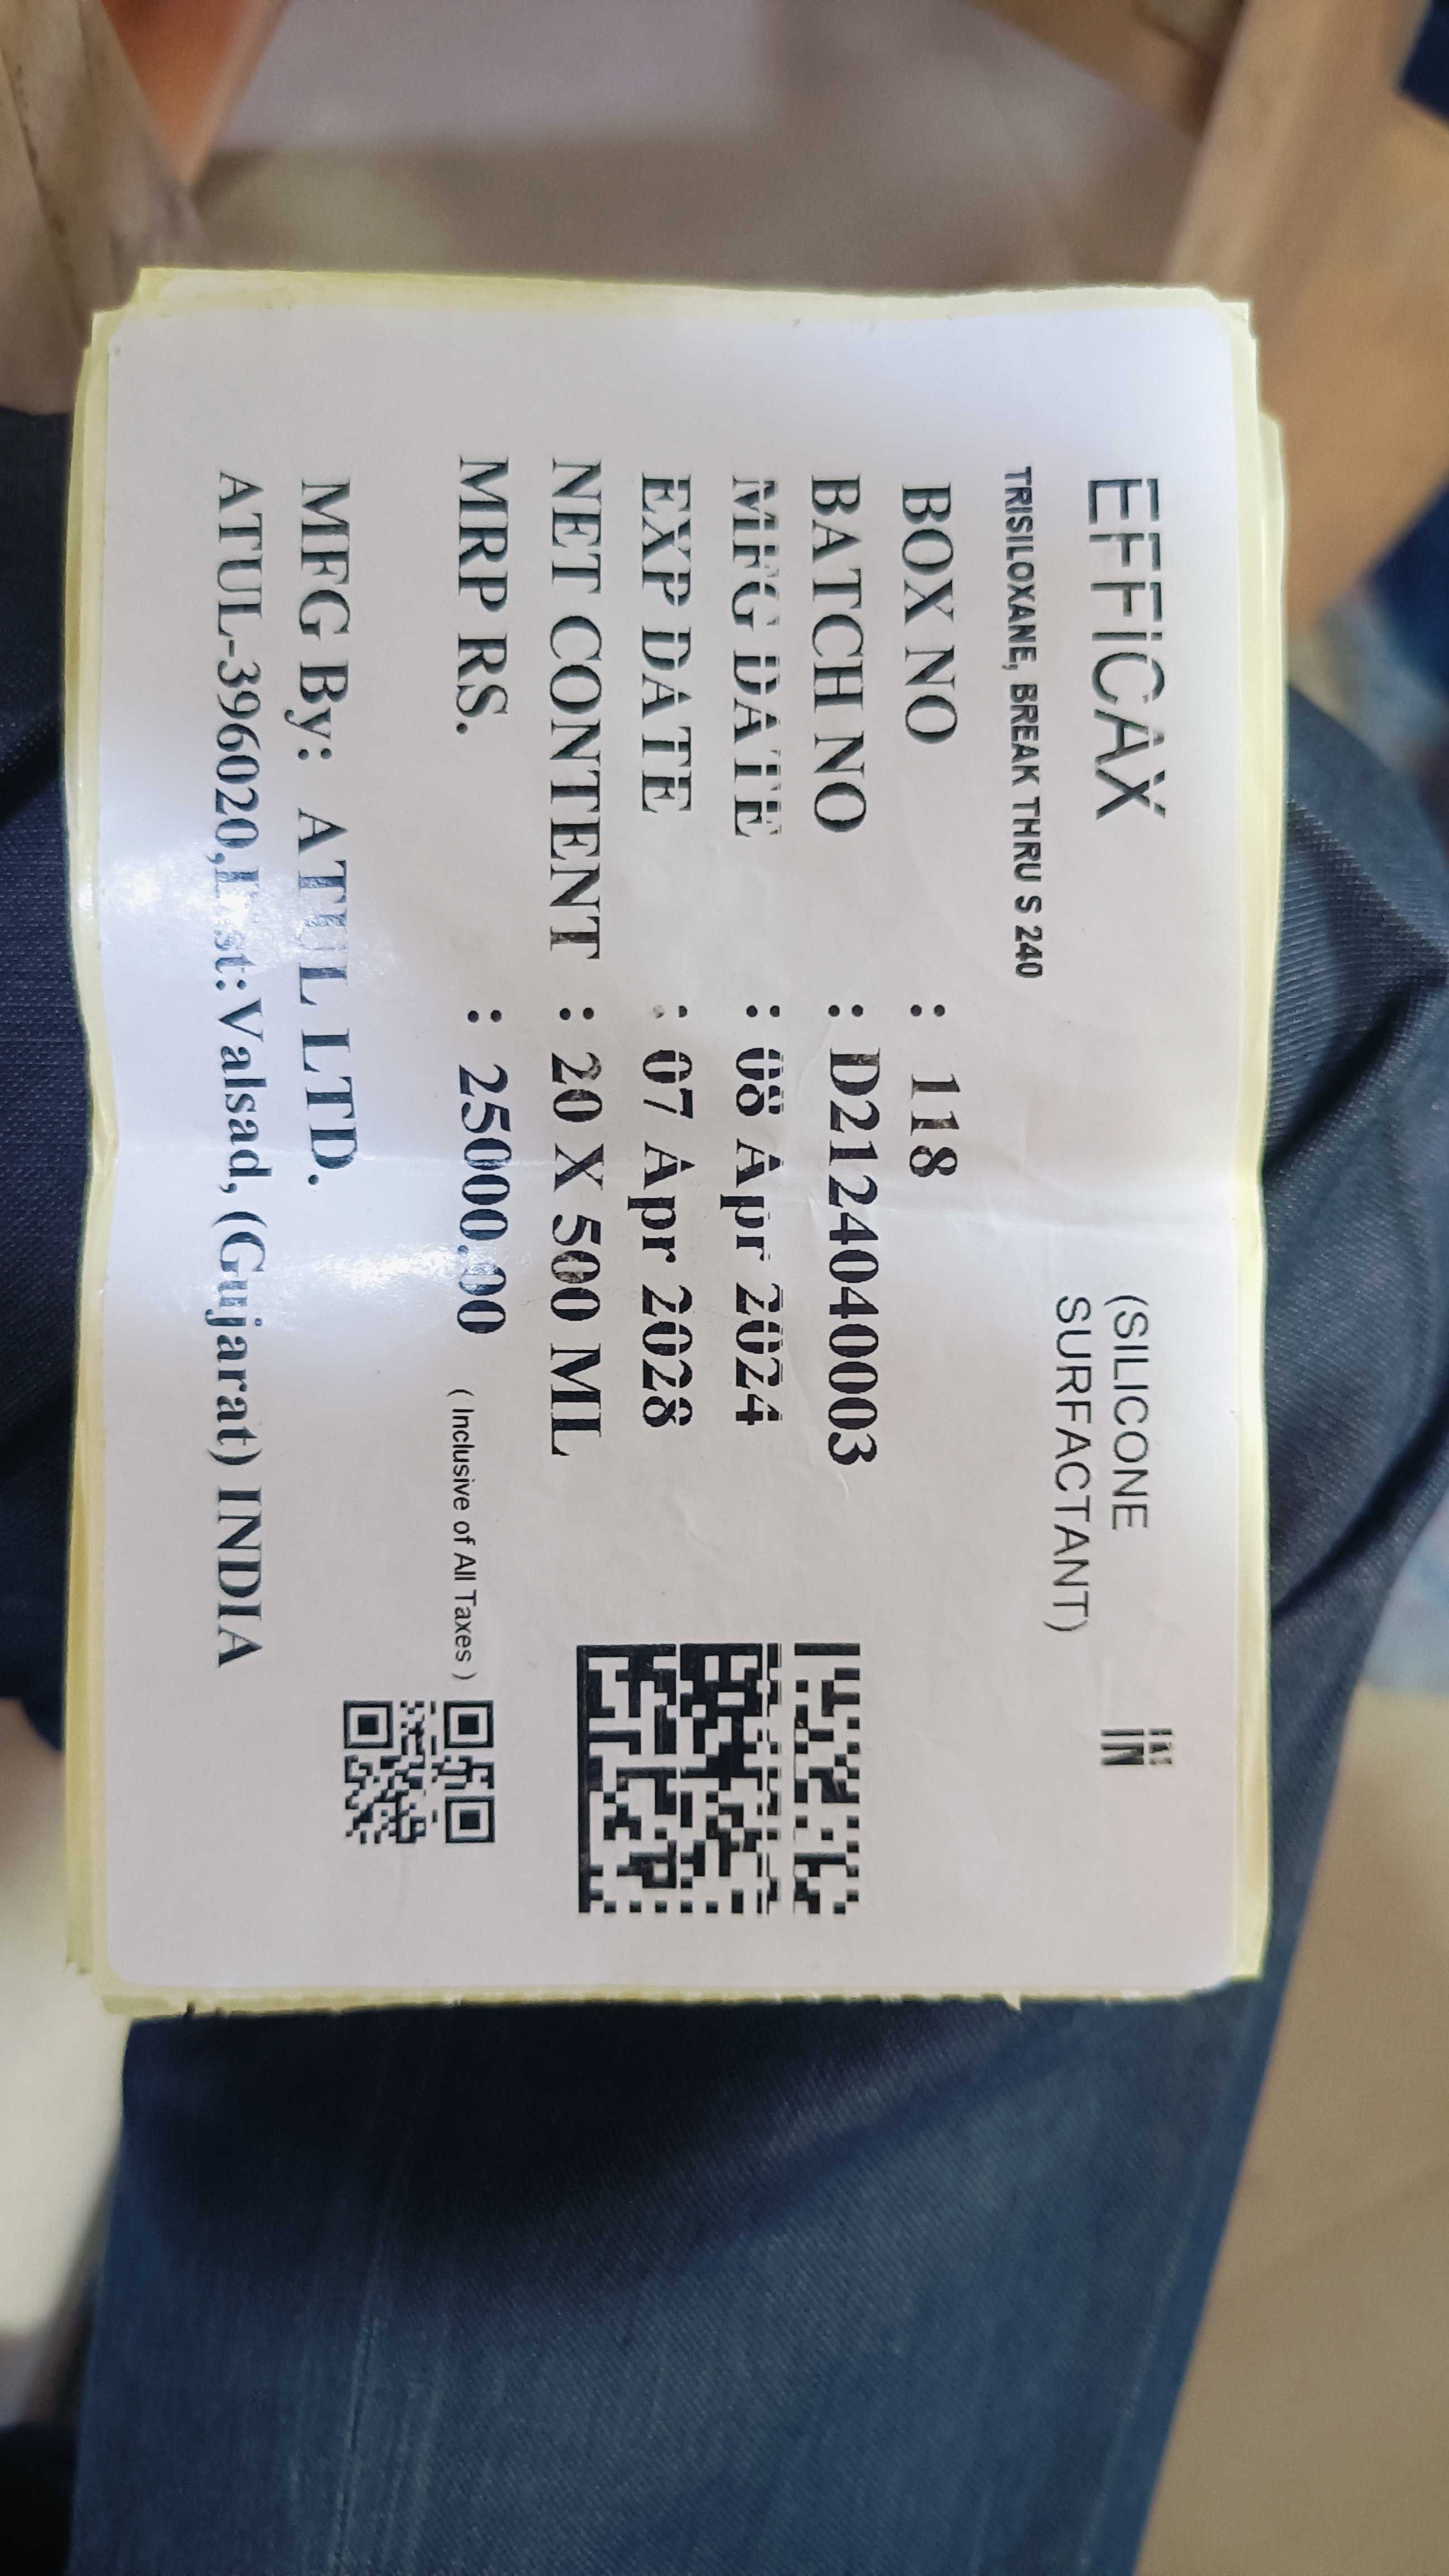 EFFICAX
(SILICONE
SURFACTANT)
IN
TRISILOXANE, BREAK THRU S 240
BOX NO : 118
BATCH NO : D2124040003
MFG DATE : 08 Apr 2024
EXP DATE : 07 Apr 2028
NET CONTENT : 20 X 500 ML
MRP RS. : 25000.00 ( Inclusive of All Taxes )
MFG By: ATUL LTD.
ATUL-396020,Dist:Valsad, (Gujarat) INDIA